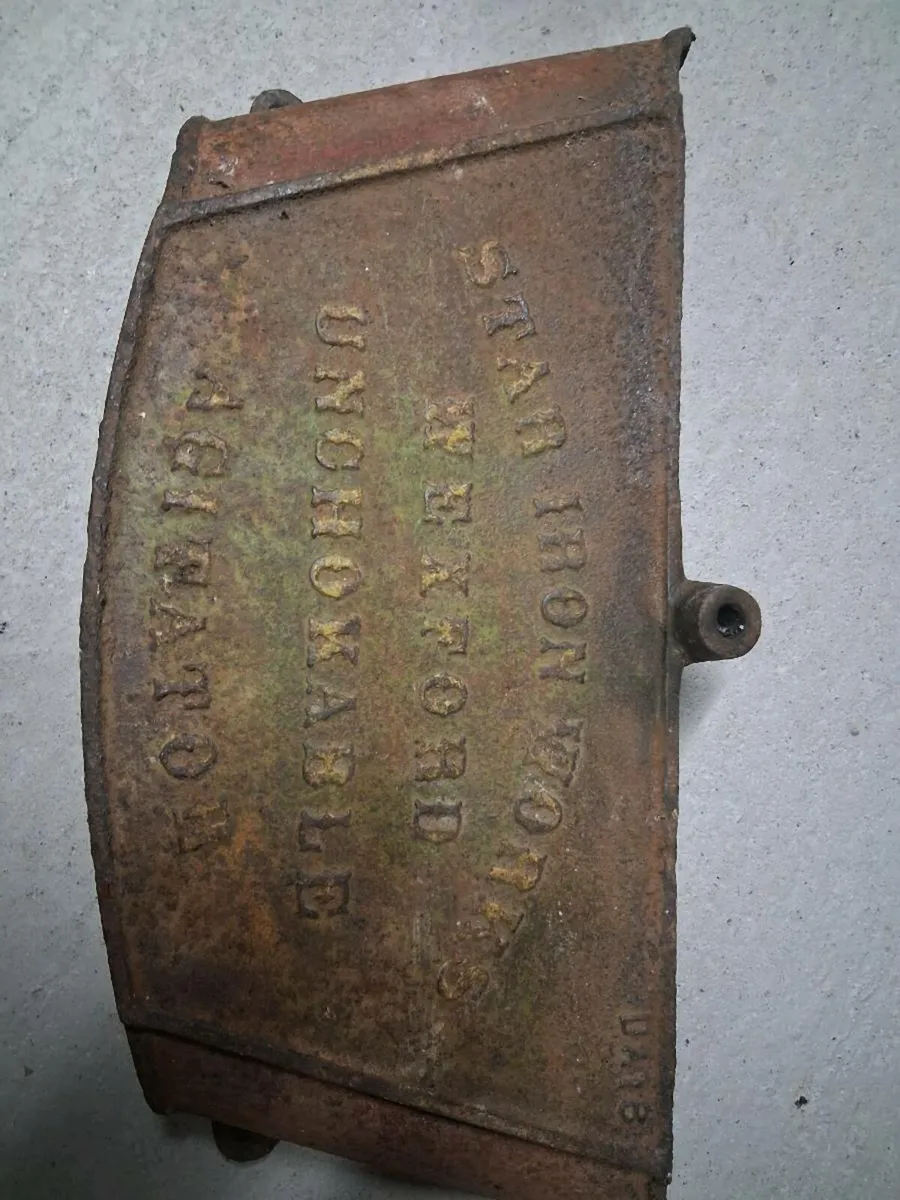 STAR IRON WORKS
WEXFORD
UNCHOKABLE
AGITATOR